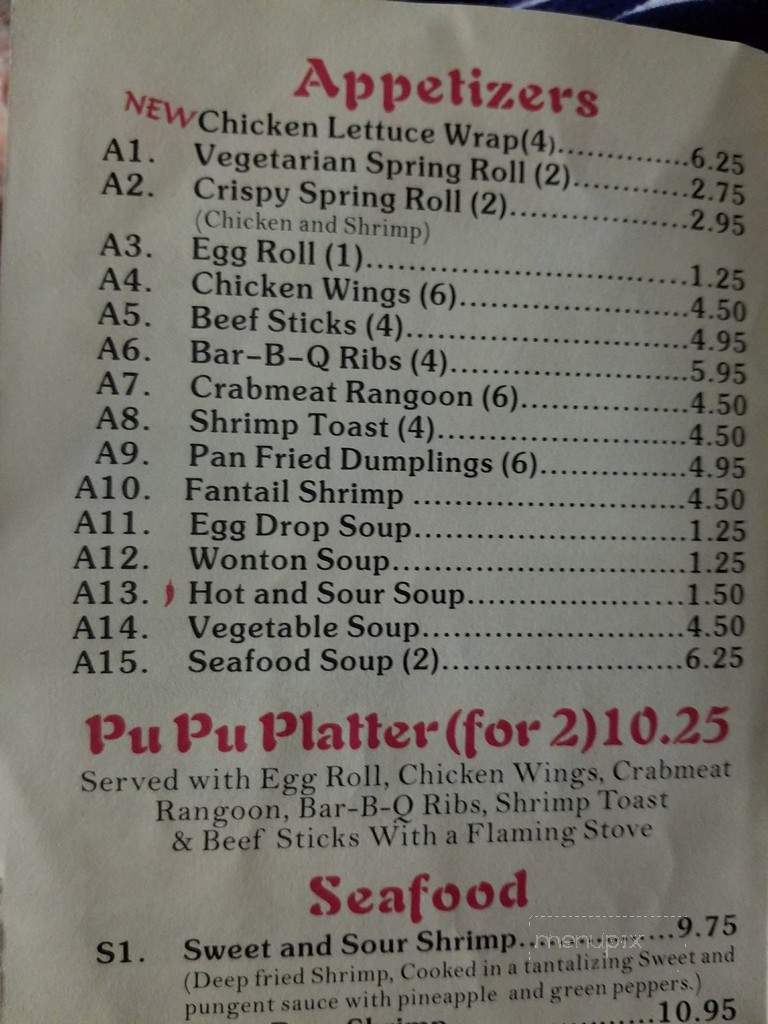 Appetizers
NEW Chicken Lettuce Wrap(4)..............6.25
A1. Vegetarian Spring Roll (2)............2.75
A2. Crispy Spring Roll (2)...................2.95
(Chicken and Shrimp)
A3. Egg Roll (1)..................................1.25
A4. Chicken Wings (6)........................4.50
A5. Beef Sticks (4)..............................4.95
A6. Bar-B-Q Ribs (4).........................5.95
A7. Crabmeat Rangoon (6).................4.50
A8. Shrimp Toast (4)..........................4.50
A9. Pan Fried Dumplings (6)...............4.95
A10. Fantail Shrimp ............................4.50
A11. Egg Drop Soup............................1.25
A12. Wonton Soup..............................1.25
A13. Hot and Sour Soup......................1.50
A14. Vegetable Soup..........................4.50
A15. Seafood Soup (2)........................6.25
Pu Pu Platter (for 2)10.25
Served with Egg Roll, Chicken Wings, Crabmeat
Rangoon, Bar-B-Q Ribs, Shrimp Toast
& Beef Sticks With a Flaming Stove
Seafood
S1. Sweet and Sour Shrimp................9.75
menupix
(Deep fried Shrimp, Cooked in a tantalizing Sweet and
pungent sauce with pineapple and green peppers.)
Shrimp..............10.95